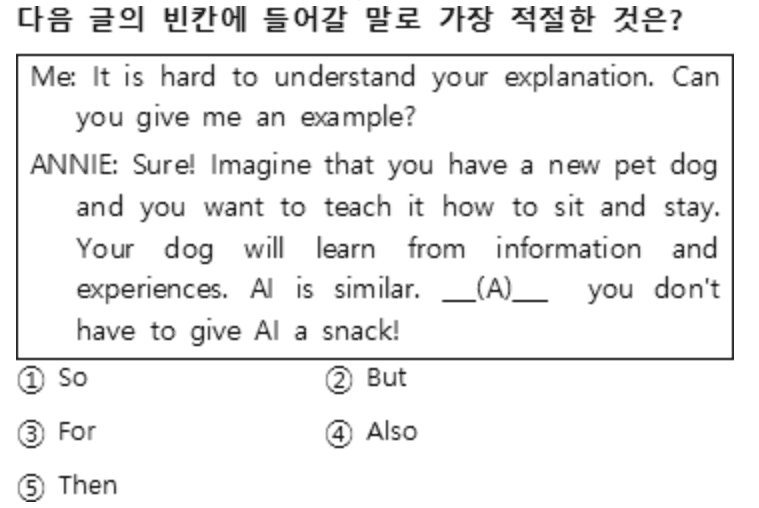 다음 글의 빈칸에 들어갈 말로 가장 적절한 것은?
Me: It is hard to understand your explanation. Can
you give me an example?
ANNIE: Sure! Imagine that you have a new pet dog
and you want to teach it how to sit and stay.
Your dog will learn from information and
experiences. AI is similar. __(A)__ you don't
have to give AI a snack!
① So ② But
③ For ④ Also
⑤ Then